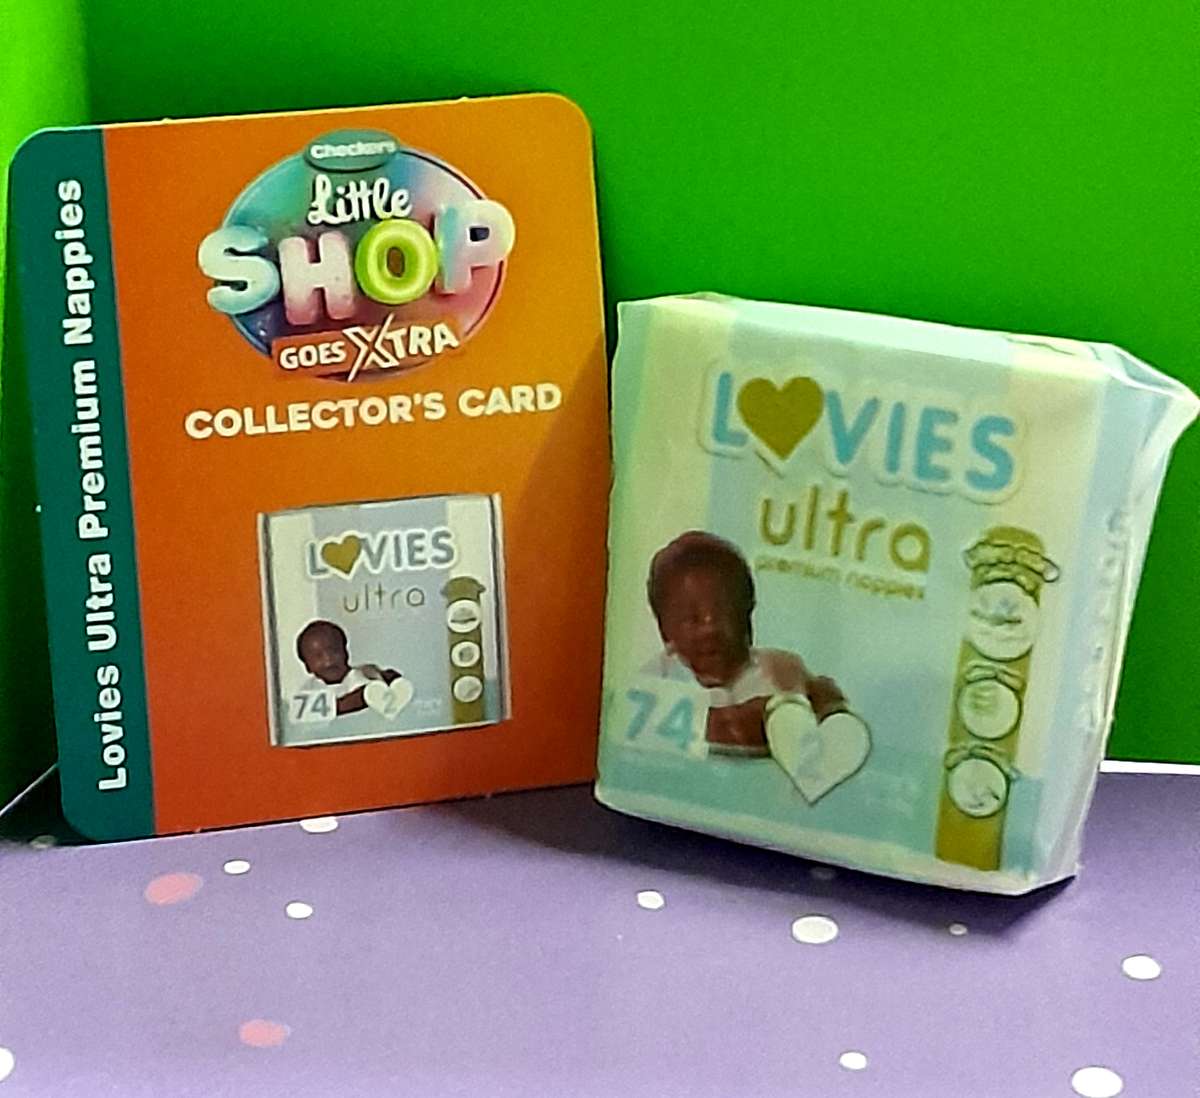 Lovies Ultra Premium Nappies
Checkers
Little
SHOP
GOES XTRA
COLLECTOR'S CARD
LOVIES
ultra
74
2
LOVIES
ultra
premium nappies
74
2